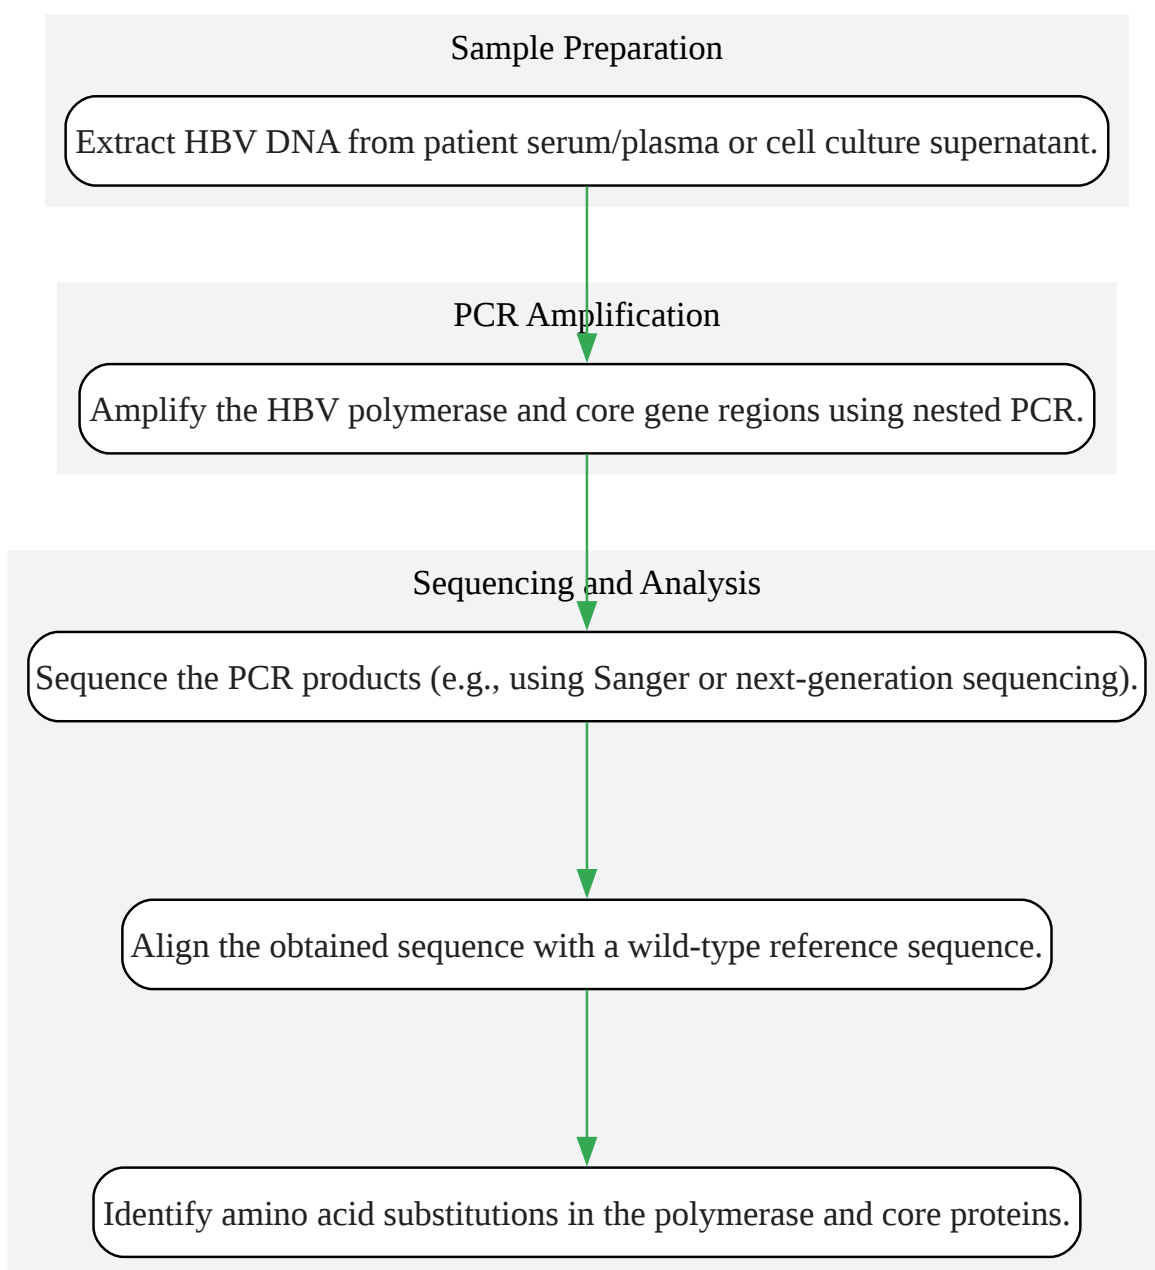 Sample Preparation
Extract HBV DNA from patient serum/plasma or cell culture supernatant.
PCR Amplification
Amplify the HBV polymerase and core gene regions using nested PCR.
Sequencing and Analysis
Sequence the PCR products (e.g., using Sanger or next-generation sequencing).
Align the obtained sequence with a wild-type reference sequence.
Identify amino acid substitutions in the polymerase and core proteins.